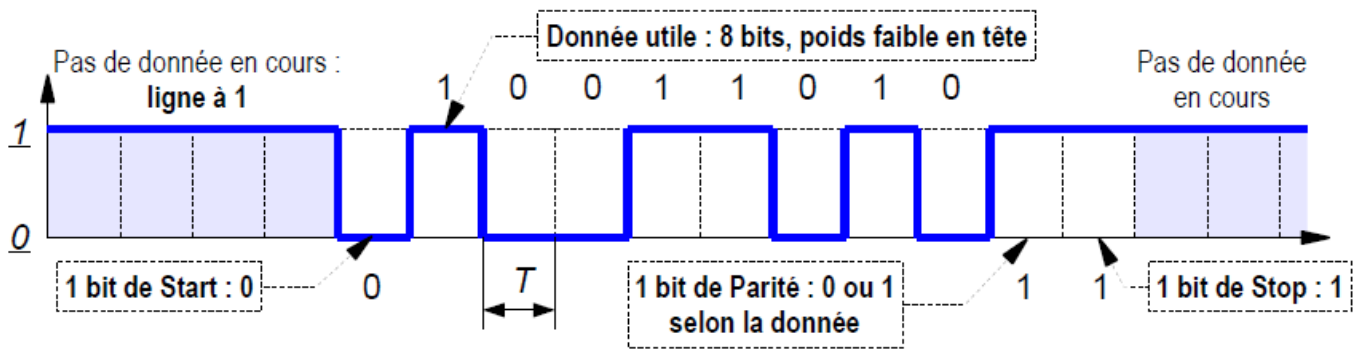 Donnée utile : 8 bits, poids faible en tête
Pas de donnée en cours :
ligne à 1
1 0 0 1 1 0 1 0
Pas de donnée
en cours
1
0
1 bit de Start : 0
0
T
1 bit de Parité : 0 ou 1
selon la donnée
1 1
1 bit de Stop : 1